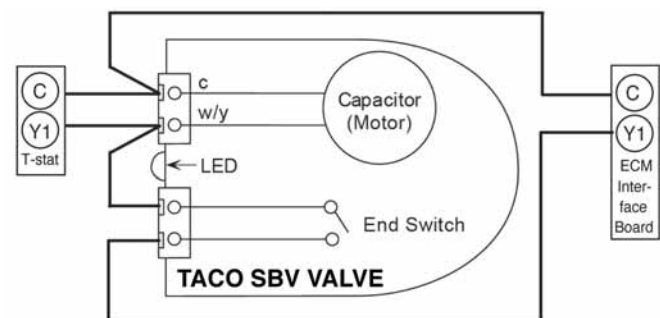 C
Y1
T-stat
c
w/y
LED
Capacitor
(Motor)
End Switch
TACO SBV VALVE
C
Y1
ECM
Inter-
face
Board